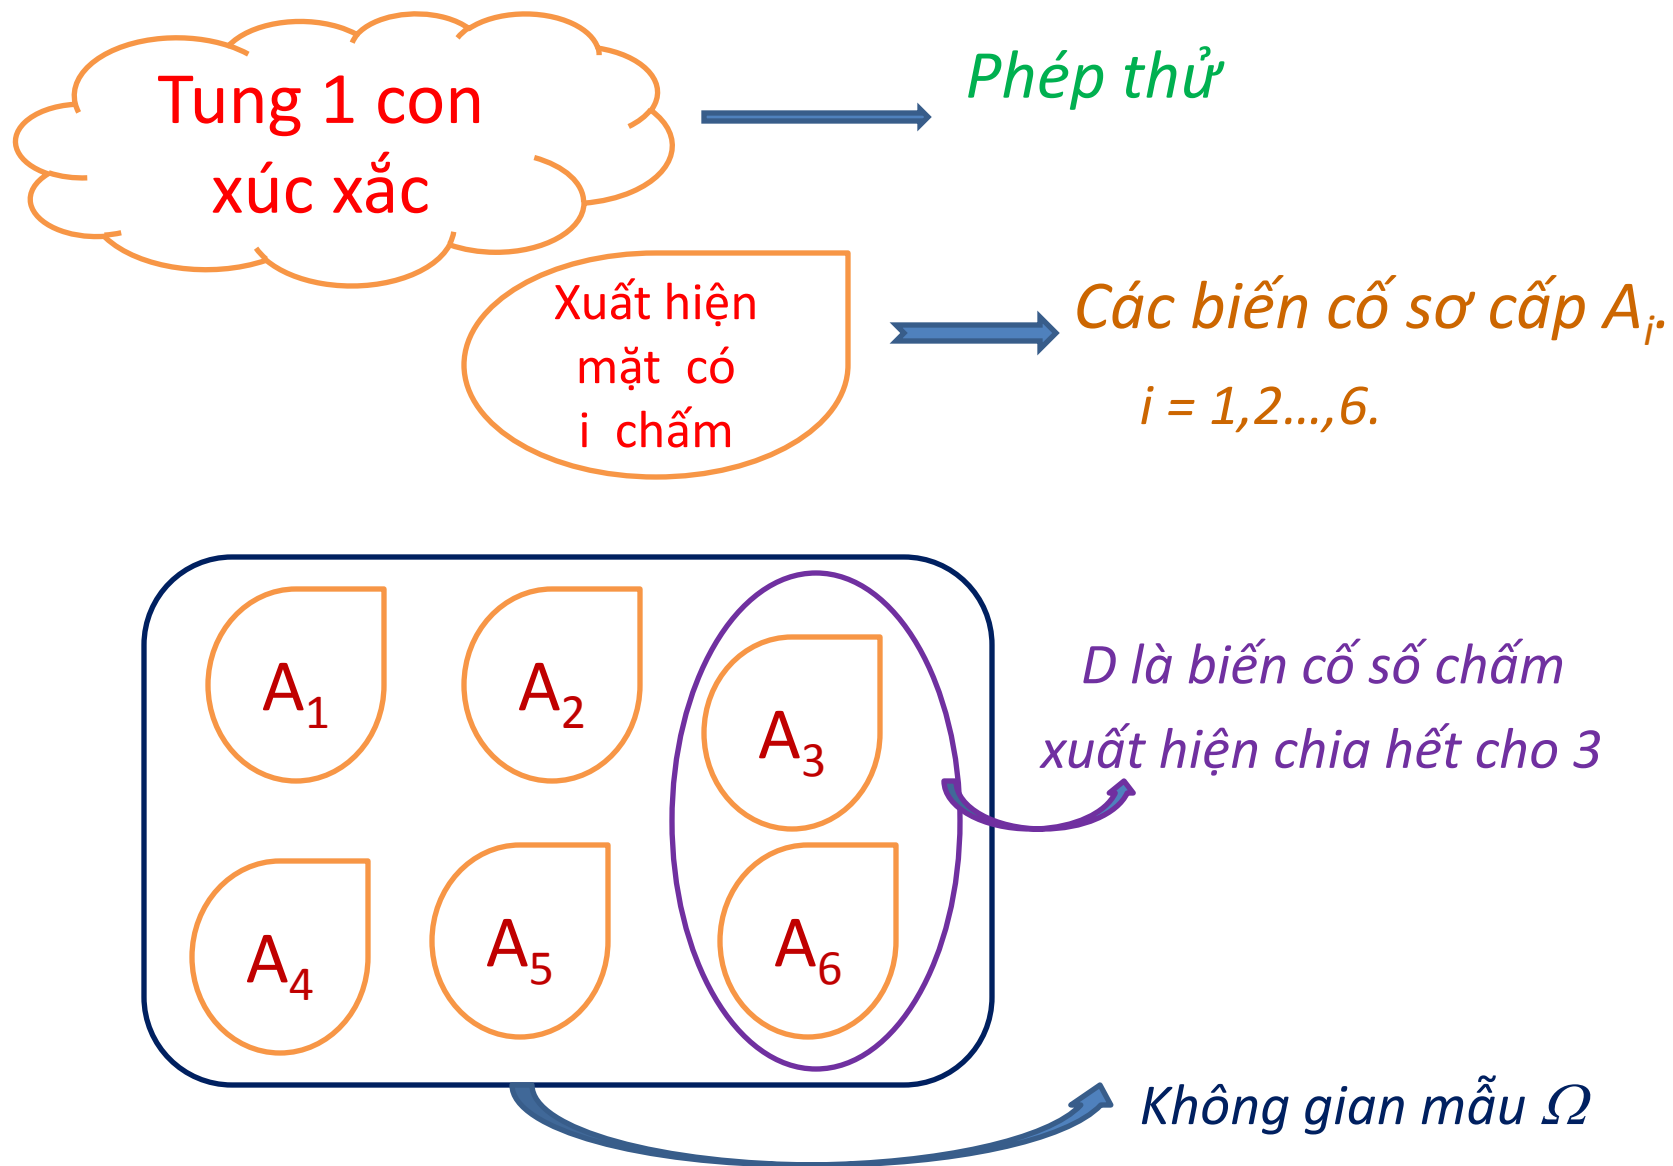 Tung 1 con
xúc xắc
Phép thử
Xuất hiện
mặt có
i chấm
Các biến cố sơ cấp Aᵢ.
i = 1,2...,6.
A₁
A₂
A₃
A₄
A₅
A₆
D là biến cố số chấm
xuất hiện chia hết cho 3
Không gian mẫu Ω